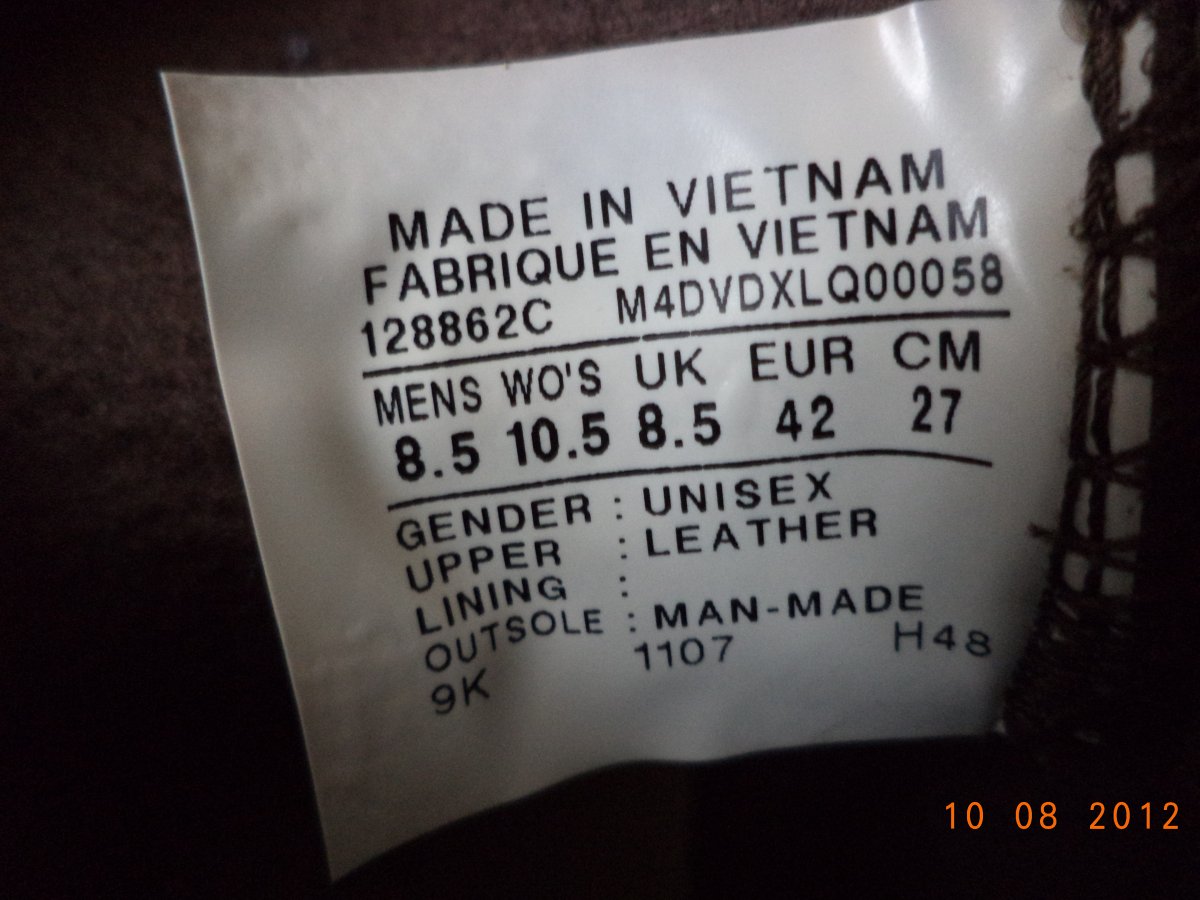 MADE IN VIETNAM
FABRIQUE EN VIETNAM
128862C M4DVDXLQ00058
MENS WO'S UK EUR CM
8.5 10.5 8.5 42 27
GENDER : UNISEX
UPPER : LEATHER
LINING :
OUTSOLE : MAN-MADE
9K 1107 H48
10 08 2012